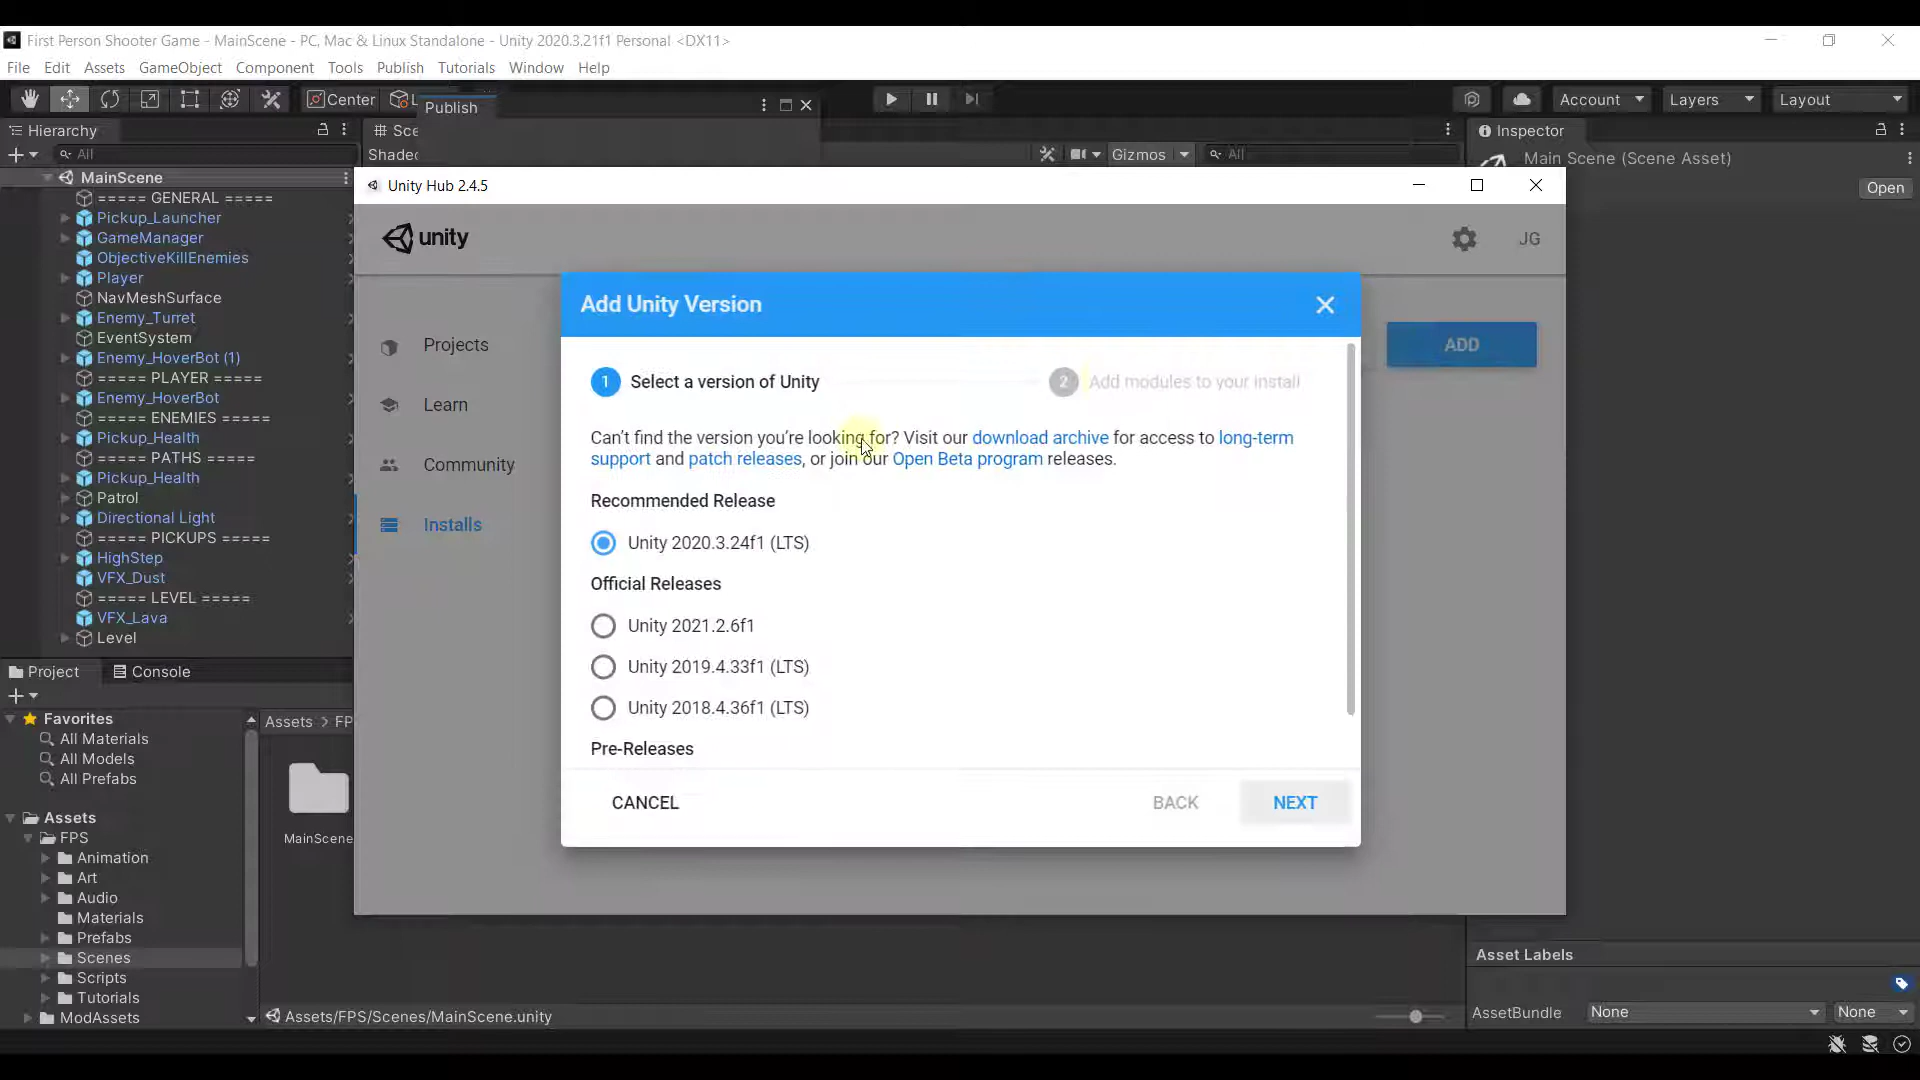 First Person Shooter Game - MainScene - PC, Mac & Linux Standalone - Unity 2020.3.21f1 Personal <DX11>
File Edit Assets GameObject Component Tools Publish Tutorials Window Help
Center
Publish
Account
Layers
Layout
Hierarchy
Sce
Inspector
All
Shaded
Gizmos
All
Main Scene (Scene Asset)
Open
MainScene
===== GENERAL =====
Pickup_Launcher
GameManager
ObjectiveKillEnemies
Player
NavMeshSurface
Enemy_Turret
EventSystem
Enemy_HoverBot (1)
===== PLAYER =====
Enemy_HoverBot
===== ENEMIES =====
Pickup_Health
===== PATHS =====
Pickup_Health
Patrol
Directional Light
===== PICKUPS =====
HighStep
VFX_Dust
===== LEVEL =====
VFX_Lava
Level
Unity Hub 2.4.5
unity
JG
Projects
Learn
Community
Installs
ADD
Add Unity Version
1 Select a version of Unity
2 Add modules to your install
Can't find the version you're looking for? Visit our download archive for access to long-term
support and patch releases, or join our Open Beta program releases.
Recommended Release
Unity 2020.3.24f1 (LTS)
Official Releases
Unity 2021.2.6f1
Unity 2019.4.33f1 (LTS)
Unity 2018.4.36f1 (LTS)
Pre-Releases
CANCEL
BACK
NEXT
Project
Console
Favorites
All Materials
All Models
All Prefabs
Assets
FPS
Animation
Art
Audio
Materials
Prefabs
Scenes
Scripts
Tutorials
ModAssets
Assets > FP
MainScene
Assets/FPS/Scenes/MainScene.unity
Asset Labels
AssetBundle
None
None